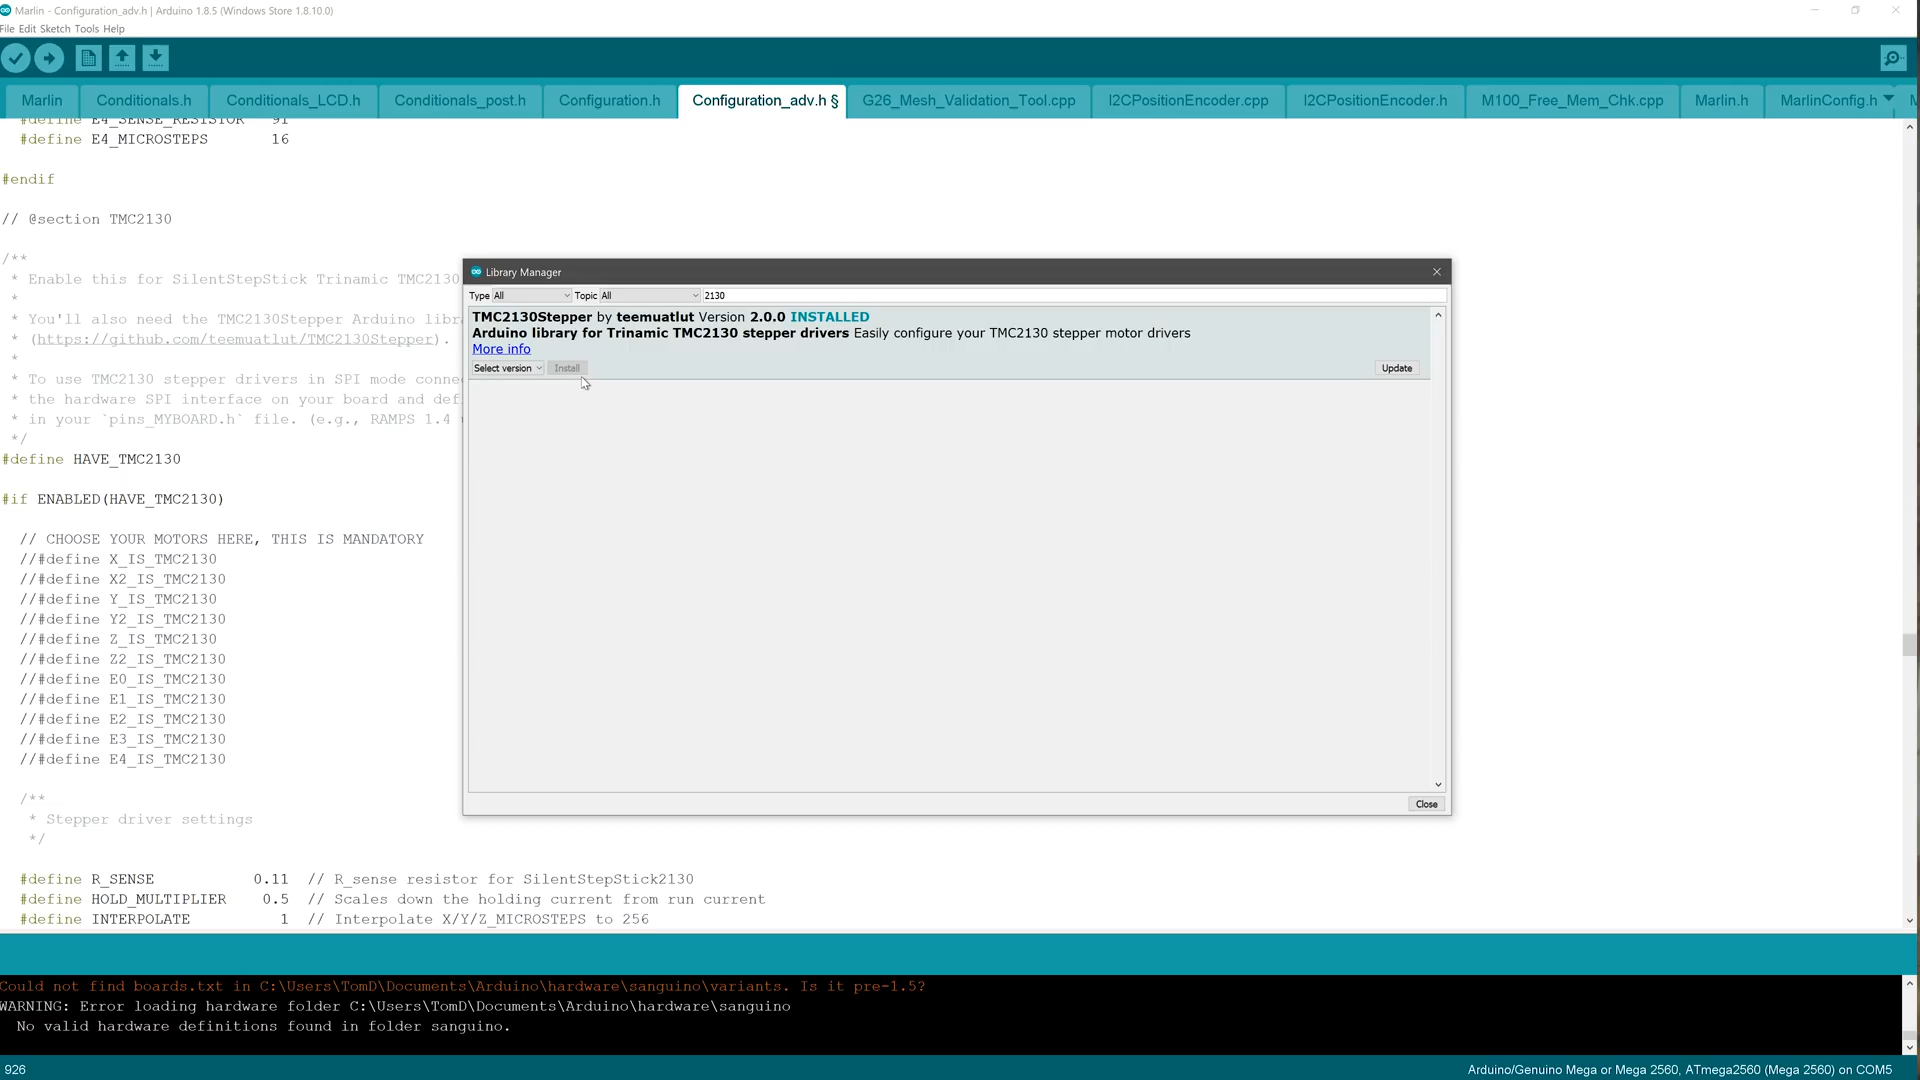 Marlin - Configuration_adv.h | Arduino 1.8.5 (Windows Store 1.8.10.0)
File Edit Sketch Tools Help
Marlin Conditionals.h Conditionals_LCD.h Conditionals_post.h Configuration.h Configuration_adv.h § G26_Mesh_Validation_Tool.cpp I2CPositionEncoder.cpp I2CPositionEncoder.h M100_Free_Mem_Chk.cpp Marlin.h MarlinConfig.h
#define E4_SENSE_RESISTOR 91
#define E4_MICROSTEPS 16
#endif
// @section TMC2130
/**
* Enable this for SilentStepStick Trinamic TMC2130
*
* You'll also need the TMC2130Stepper Arduino
* (https://github.com/teemuatlut/TMC2130Stepper).
*
* To use TMC2130 stepper drivers in SPI mode
* the hardware SPI interface on your board and
* in your `pins_MYBOARD.h` file. (e.g., RAMPS 1.4
*/
#define HAVE_TMC2130
#if ENABLED(HAVE_TMC2130)
// CHOOSE YOUR MOTORS HERE, THIS IS MANDATORY
//#define X_IS_TMC2130
//#define X2_IS_TMC2130
//#define Y_IS_TMC2130
//#define Y2_IS_TMC2130
//#define Z_IS_TMC2130
//#define Z2_IS_TMC2130
//#define E0_IS_TMC2130
//#define E1_IS_TMC2130
//#define E2_IS_TMC2130
//#define E3_IS_TMC2130
//#define E4_IS_TMC2130
/**
* Stepper driver settings
*/
#define R_SENSE 0.11 // R_sense resistor for SilentStepStick2130
#define HOLD_MULTIPLIER 0.5 // Scales down the holding current from run current
#define INTERPOLATE 1 // Interpolate X/Y/Z_MICROSTEPS to 256
Library Manager
Type All Topic All 2130
TMC2130Stepper by teemuatlut Version 2.0.0 INSTALLED
Arduino library for Trinamic TMC2130 stepper drivers Easily configure your TMC2130 stepper motor drivers
More info
Select version Install Update
Close
Could not find boards.txt in C:\Users\TomD\Documents\Arduino\hardware\sanguino\variants. Is it pre-1.5?
WARNING: Error loading hardware folder C:\Users\TomD\Documents\Arduino\hardware\sanguino
No valid hardware definitions found in folder sanguino.
926 Arduino/Genuino Mega or Mega 2560, ATmega2560 (Mega 2560) on COM5